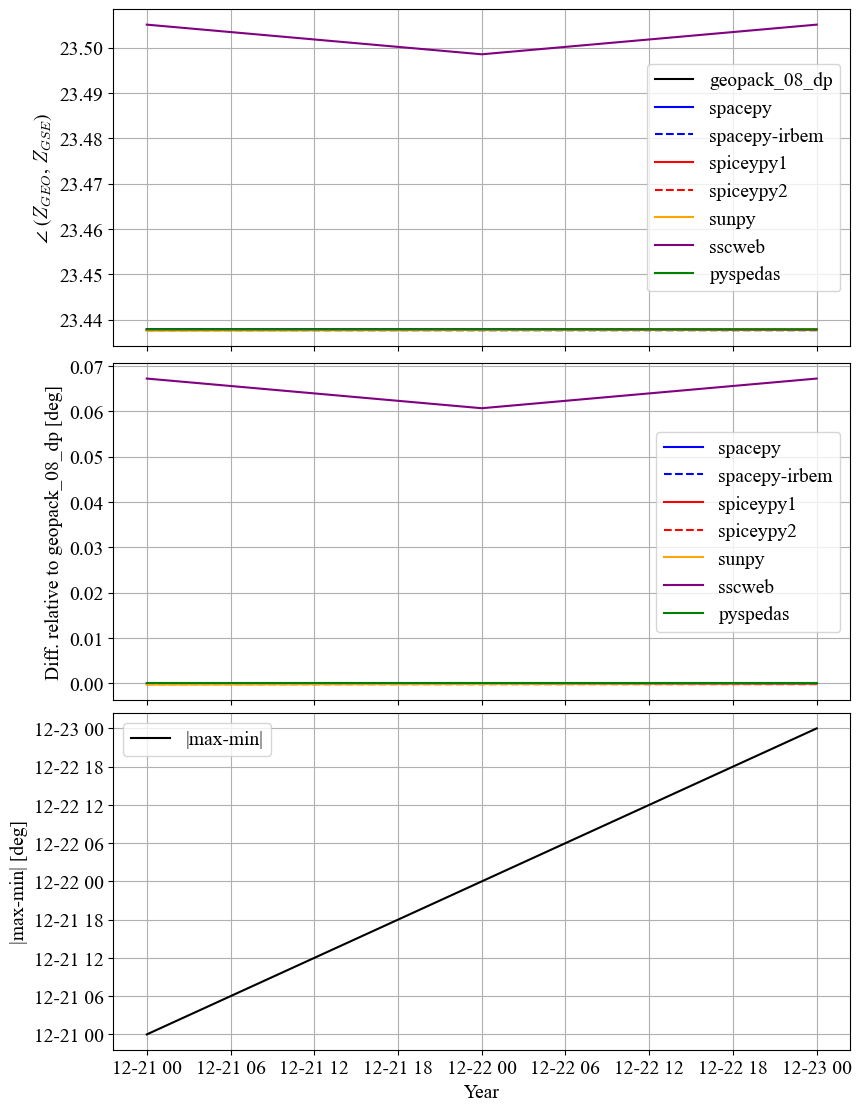 23.50
23.49
23.48
23.47
23.46
23.45
23.44
∠ (Z_GEO, Z_GSE)
geopack_08_dp
spacepy
spacepy-irbem
spiceypy1
spiceypy2
sunpy
sscweb
pyspedas
0.07
0.06
0.05
0.04
0.03
0.02
0.01
0.00
Diff. relative to geopack_08_dp [deg]
spacepy
spacepy-irbem
spiceypy1
spiceypy2
sunpy
sscweb
pyspedas
12-23 00
12-22 18
12-22 12
12-22 06
12-22 00
12-21 18
12-21 12
12-21 06
12-21 00
|max-min| [deg]
|max-min|
12-21 00 12-21 06 12-21 12 12-21 18 12-22 00 12-22 06 12-22 12 12-22 18 12-23 00
Year